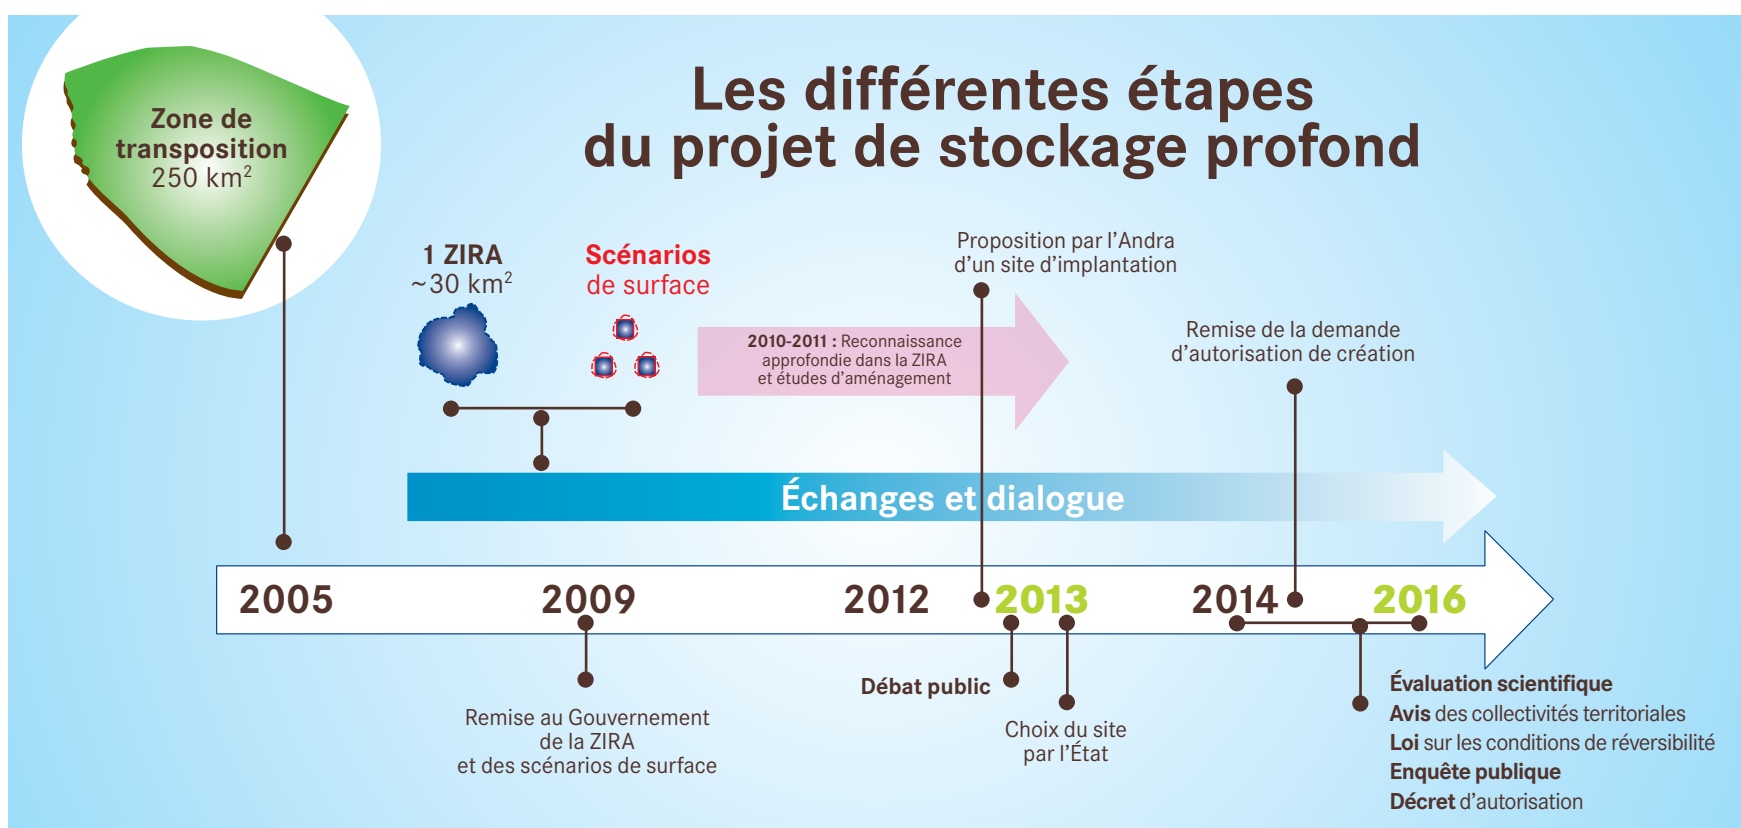 Les différentes étapes
du projet de stockage profond
Zone de
transposition
250 km²
1 ZIRA
~30 km²
Scénarios
de surface
2010-2011 : Reconnaissance
approfondie dans la ZIRA
et études d’aménagement
Proposition par l’Andra
d’un site d’implantation
Remise de la demande
d’autorisation de création
Échanges et dialogue
2005
2009
2012
2013
2014
2016
Remise au Gouvernement
de la ZIRA
et des scénarios de surface
Débat public
Choix du site
par l’État
Évaluation scientifique
Avis des collectivités territoriales
Loi sur les conditions de réversibilité
Enquête publique
Décret d’autorisation